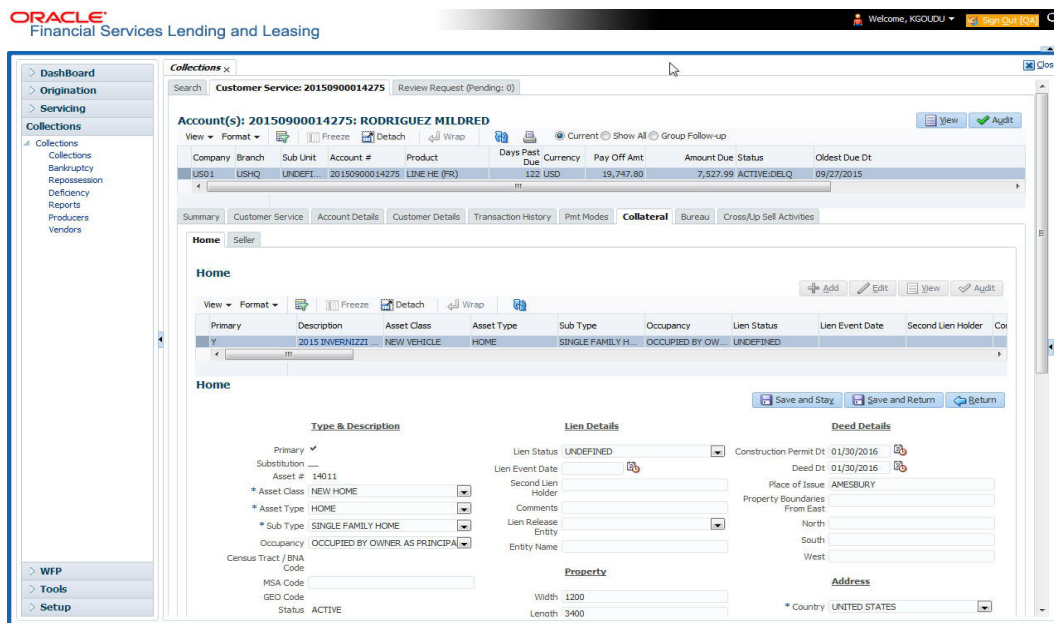 ORACLE
Financial Services Lending and Leasing
Welcome, KGOUDU
Sign Out [QA]
Close
DashBoard
Origination
Servicing
Collections
Collections
Collections
Bankruptcy
Repossession
Deficiency
Reports
Producers
Vendors
WFP
Tools
Setup
Collections x
Search Customer Service: 20150900014275 Review Request (Pending: 0)
Account(s): 20150900014275: RODRIGUEZ MILDRED
View Audit
View Format Freeze Detach Wrap Current Show All Group Follow-up
Company Branch Sub Unit Account # Product Days Past Due Currency Pay Off Amt Amount Due Status Oldest Due Dt
US01 USHQ UNDEFI... 20150900014275 LINE HE (FR) 122 USD 19,747.80 7,527.99 ACTIVE:DELQ 09/27/2015
Summary Customer Service Account Details Customer Details Transaction History Pmt Modes Collateral Bureau Cross/Up Sell Activities
Home Seller
Home
Add Edit View Audit
View Format Freeze Detach Wrap
Primary Description Asset Class Asset Type Sub Type Occupancy Lien Status Lien Event Date Second Lien Holder
Y 2015 INVERNIZZI ... NEW VEHICLE HOME SINGLE FAMILY H... OCCUPIED BY OW... UNDEFINED
Home
Save and Stay Save and Return Return
Type & Description
Primary
Substitution
Asset # 14011
* Asset Class NEW HOME
* Asset Type HOME
* Sub Type SINGLE FAMILY HOME
Occupancy OCCUPIED BY OWNER AS PRINCIPA
Census Tract / BNA Code
MSA Code
GEO Code
Status ACTIVE
Lien Details
Lien Status UNDEFINED
Lien Event Date
Second Lien Holder
Comments
Lien Release Entity
Entity Name
Property
Width 1200
Length 3400
Deed Details
Construction Permit Dt 01/30/2016
Deed Dt 01/30/2016
Place of Issue AMESBURY
Property Boundaries From East
North
South
West
Address
* Country UNITED STATES